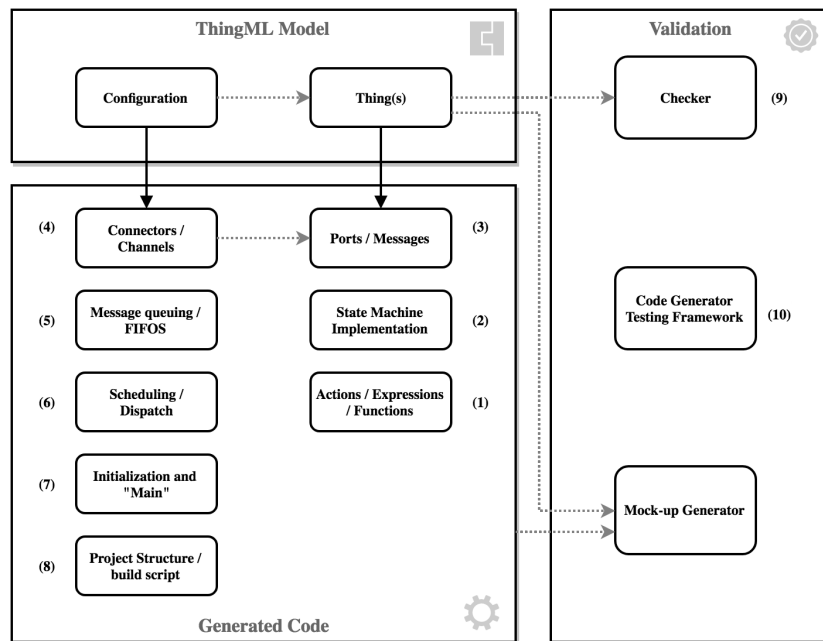 ThingML Model
Validation
Configuration
Thing(s)
Checker
(9)
(4)
Connectors /
Channels
Ports / Messages
(3)
(5)
Message queuing /
FIFOS
State Machine
Implementation
(2)
Code Generator
Testing Framework
(10)
(6)
Scheduling /
Dispatch
Actions / Expressions
/ Functions
(1)
(7)
Initialization and
"Main"
Mock-up Generator
(8)
Project Structure /
build script
Generated Code